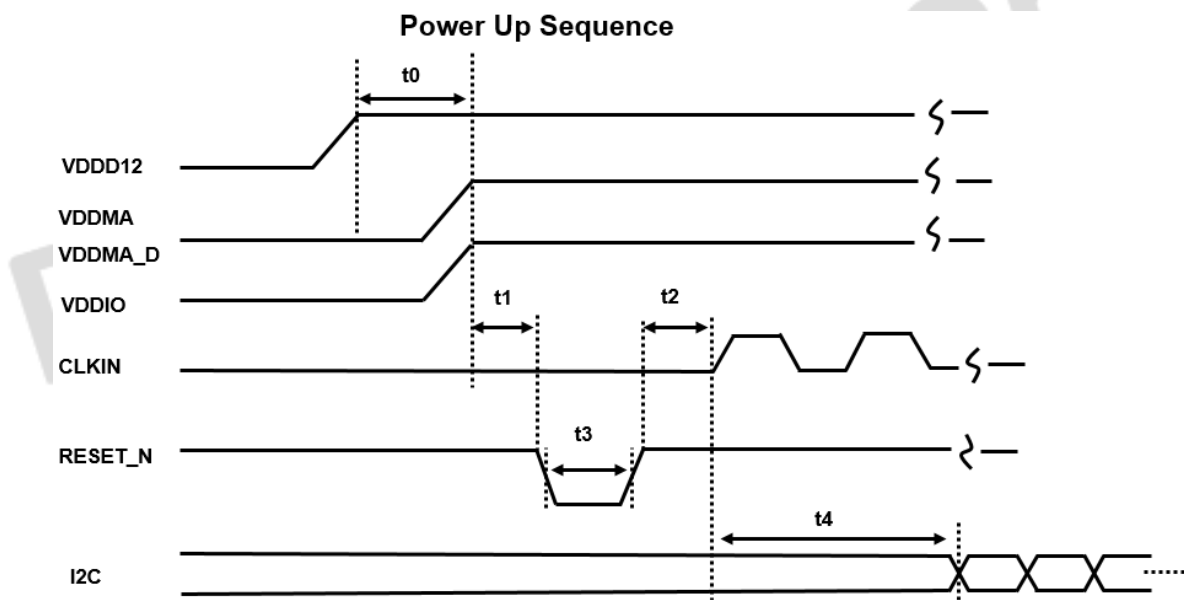 Power Up Sequence
t0
VDDD12
VDDMA
VDDMA_D
VDDIO
t1
t2
CLKIN
t3
RESET_N
t4
I2C